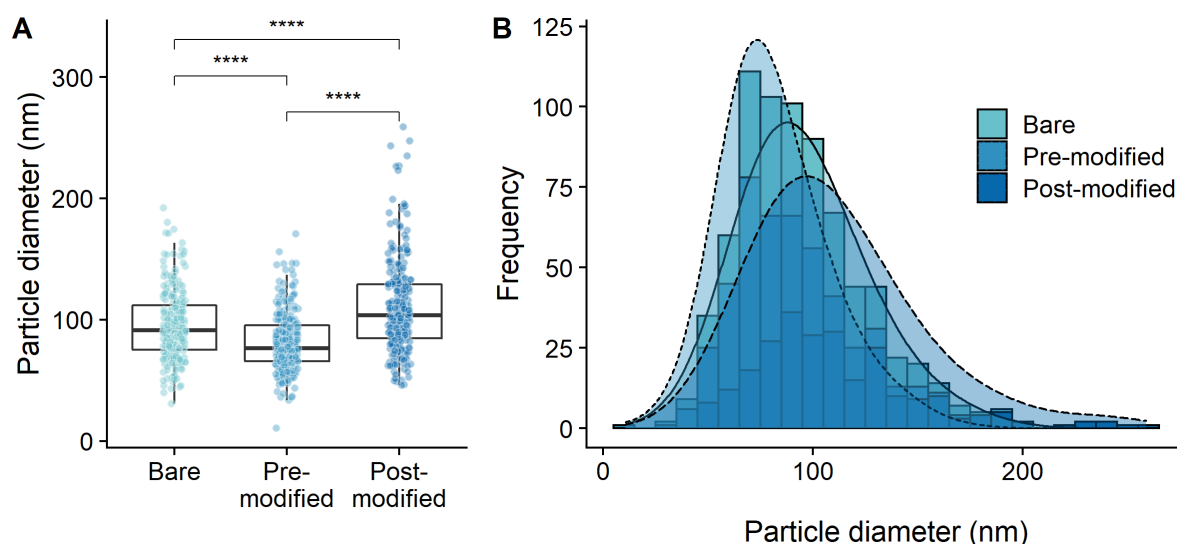 A
Particle diameter (nm)
300
200
100
0
****
****
****
Bare
Pre-
modified
Post-
modified
B
Frequency
125
100
75
50
25
0
0
100
200
Particle diameter (nm)
Bare
Pre-modified
Post-modified